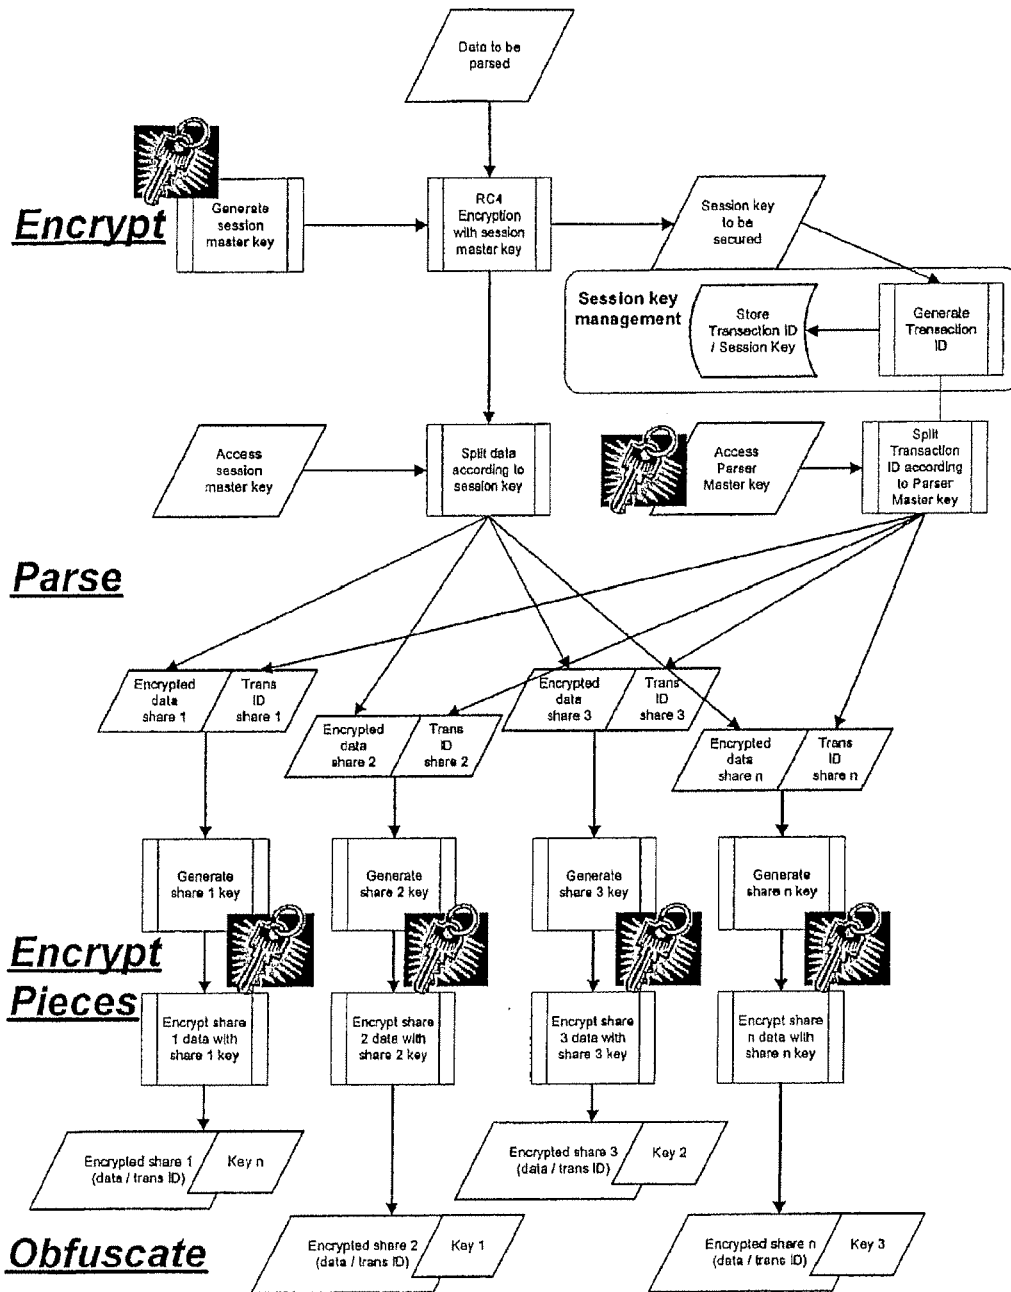 Data to be
parsed
Encrypt
Generate
session
master key
RC4
Encryption
with session
master key
Session key
to be
secured
Session key
management
Store
Transaction ID
/ Session Key
Generate
Transaction
ID
Access
session
master key
Split data
according to
session key
Access
Parser
Master key
Split
Transaction
ID according
to Parser
Master key
Parse
Encrypted
data
share 1
Trans
ID
share 1
Encrypted
data
share 2
Trans
ID
share 2
Encrypted
data
share 3
Trans
ID
share 3
Encrypted
data
share n
Trans
ID
share n
Generate
share 1 key
Generate
share 2 key
Generate
share 3 key
Generate
share n key
Encrypt
Pieces
Encrypt share
1 data with
share 1 key
Encrypt share
2 data with
share 2 key
Encrypt share
3 data with
share 3 key
Encrypt share
n data with
share n key
Encrypted share 1
(data / trans ID)
Key n
Encrypted share 3
(data / trans ID)
Key 2
Obfuscate
Encrypted share 2
(data / trans ID)
Key 1
Encrypted share n
(data / trans ID)
Key 3